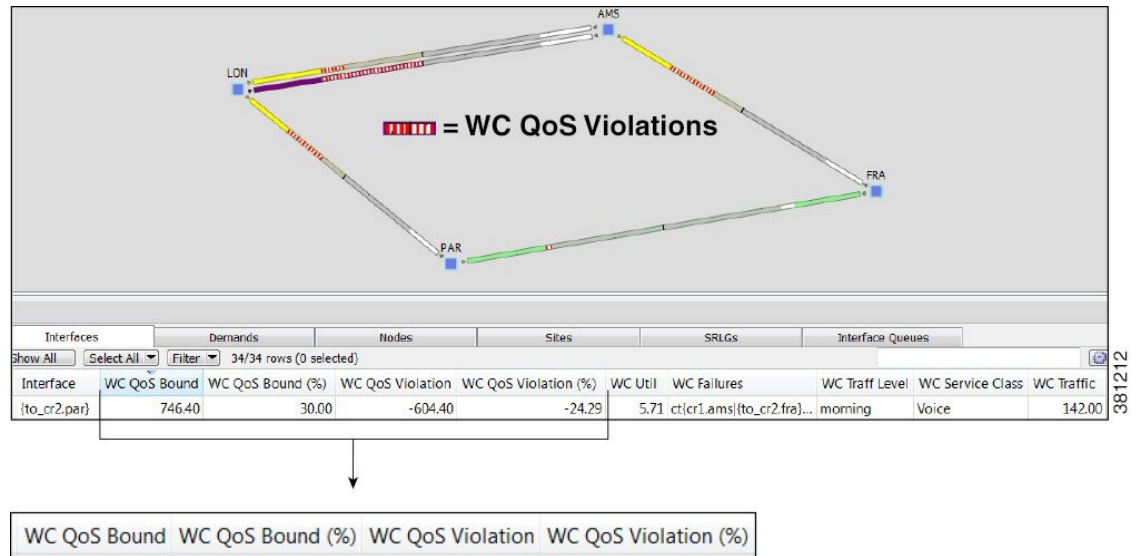 AMS
LON
= WC QoS Violations
FRA
PAR
Interfaces Demands Nodes Sites SRLGs Interface Queues
Show All Select All Filter 34/34 rows (0 selected)
Interface WC QoS Bound WC QoS Bound (%) WC QoS Violation WC QoS Violation (%) WC Util WC Failures WC Traff Level WC Service Class WC Traffic
{to_cr2.par} 746.40 30.00 -604.40 -24.29 5.71 ct{cr1.ams|{to_cr2.fra}... morning Voice 142.00
381212
WC QoS Bound WC QoS Bound (%) WC QoS Violation WC QoS Violation (%)